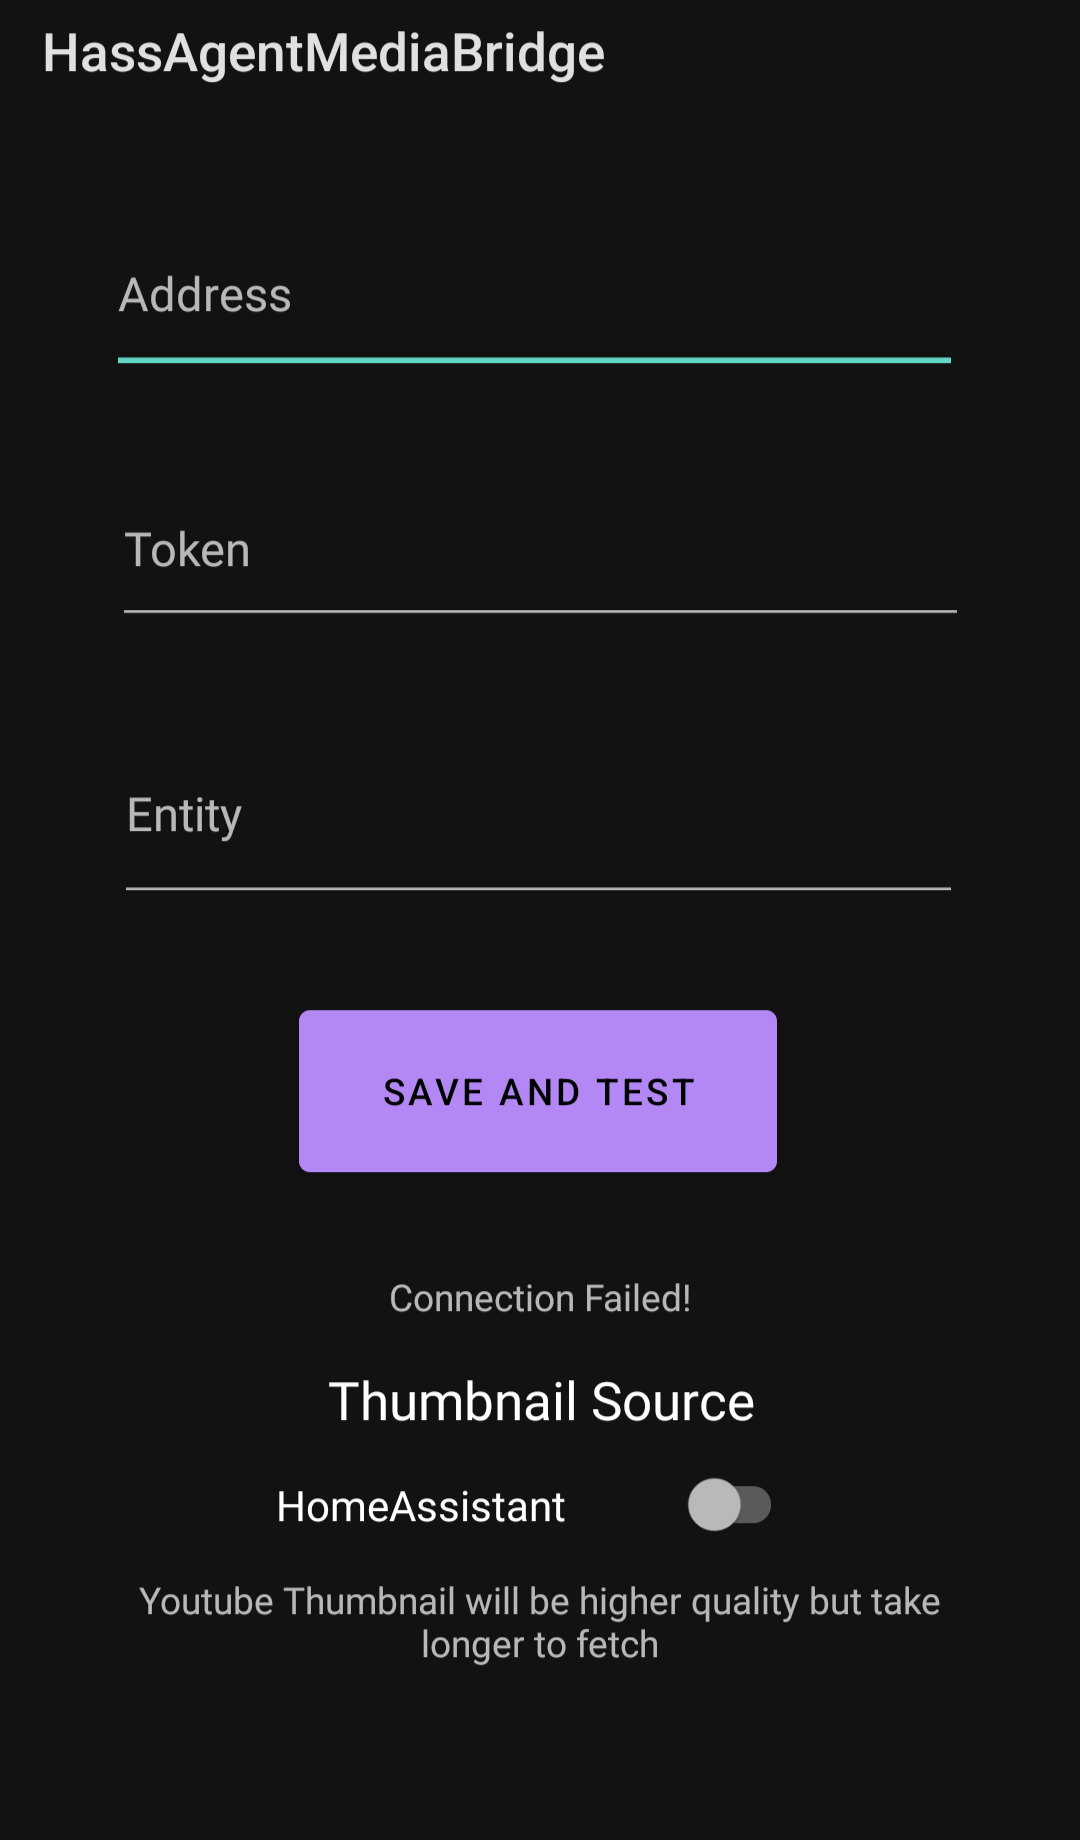 HassAgentMediaBridge
Address
Token
Entity
SAVE AND TEST
Connection Failed!
Thumbnail Source
HomeAssistant
Youtube Thumbnail will be higher quality but take
longer to fetch